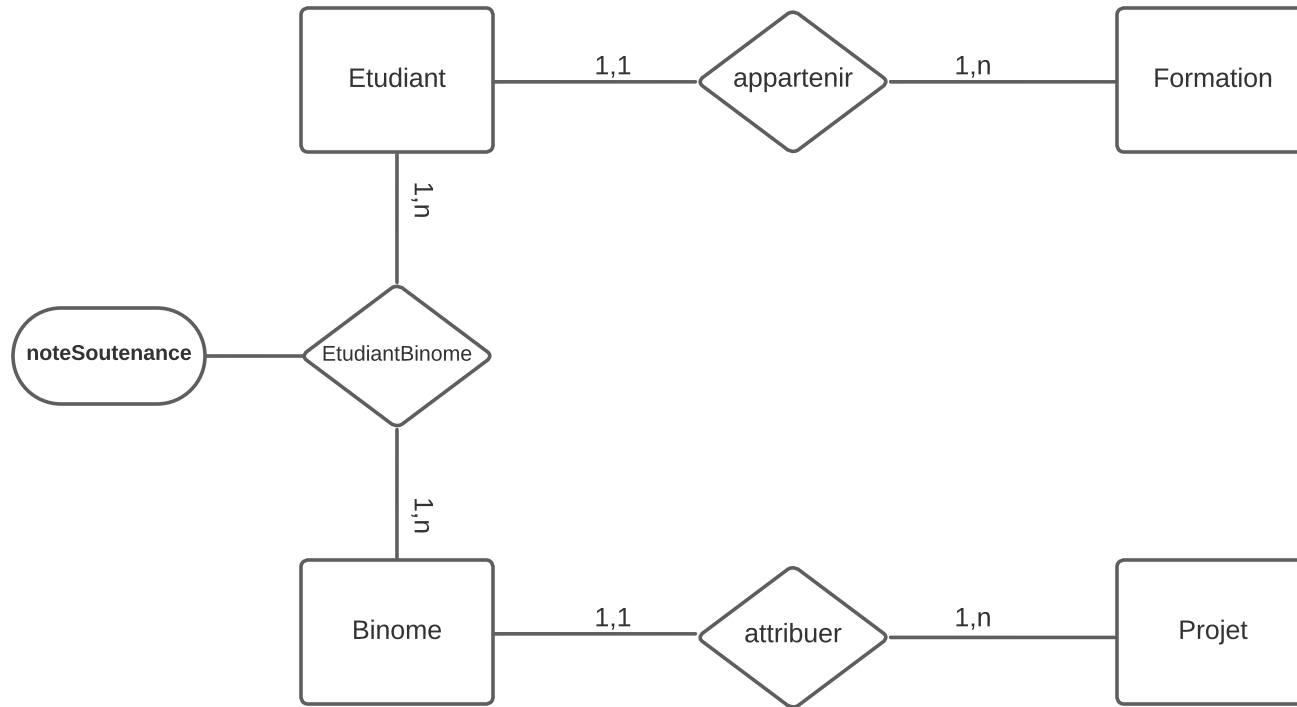 Etudiant
1,1
appartenir
1,n
Formation
1,n
noteSoutenance
EtudiantBinome
1,n
Binome
1,1
attribuer
1,n
Projet